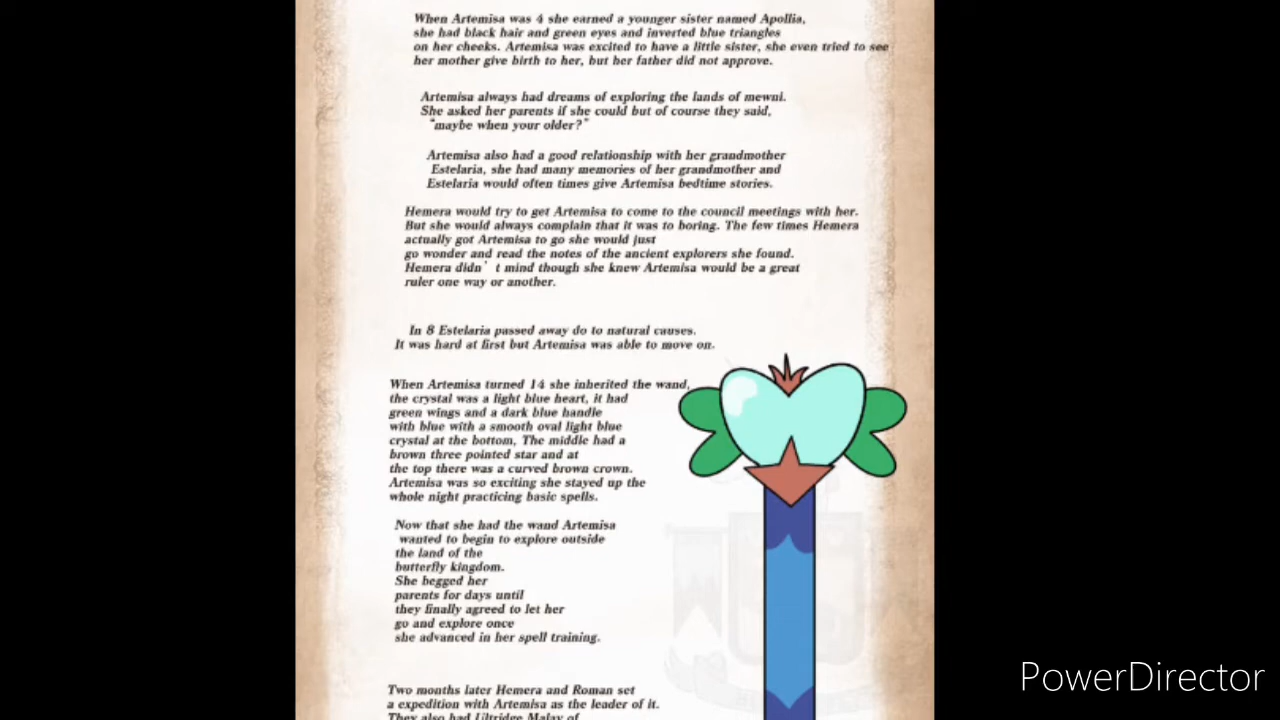 When Artemisa was 4 she earned a younger sister named Apollia,
she had black hair and green eyes and inverted blue triangles
on her cheeks. Artemisa was excited to have a little sister, she even tried to see
her mother give birth to her, but her father did not approve.
Artemisa always had dreams of exploring the lands of mewni.
She asked her parents if she could but of course they said,
"maybe when your older?"
Artemisa also had a good relationship with her grandmother
Estelaria, she had many memories of her grandmother and
Estelaria would often times give Artemisa bedtime stories.
Hemera would try to get Artemisa to come to the council meetings with her.
But she would always complain that it was to boring. The few times Hemera
actually got Artemisa to go she would just
go wonder and read the notes of the ancient explorers she found.
Hemera didn't mind though she knew Artemisa would be a great
ruler one way or another.
In 8 Estelaria passed away do to natural causes.
It was hard at first but Artemisa was able to move on.
When Artemisa turned 14 she inherited the wand,
the crystal was a light blue heart, it had
green wings and a dark blue handle
with blue with a smooth oval light blue
crystal at the bottom, The middle had a
brown three pointed star and at
the top there was a curved brown crown.
Artemisa was so exciting she stayed up the
whole night practicing basic spells.
Now that she had the wand Artemisa
wanted to begin to explore outside
the land of the
butterfly kingdom.
She begged her
parents for days until
they finally agreed to let her
go and explore once
she advanced in her spell training.
Two months later Hemera and Roman set
a expedition with Artemisa as the leader of it.
They also had Ultridge Malay of
PowerDirector